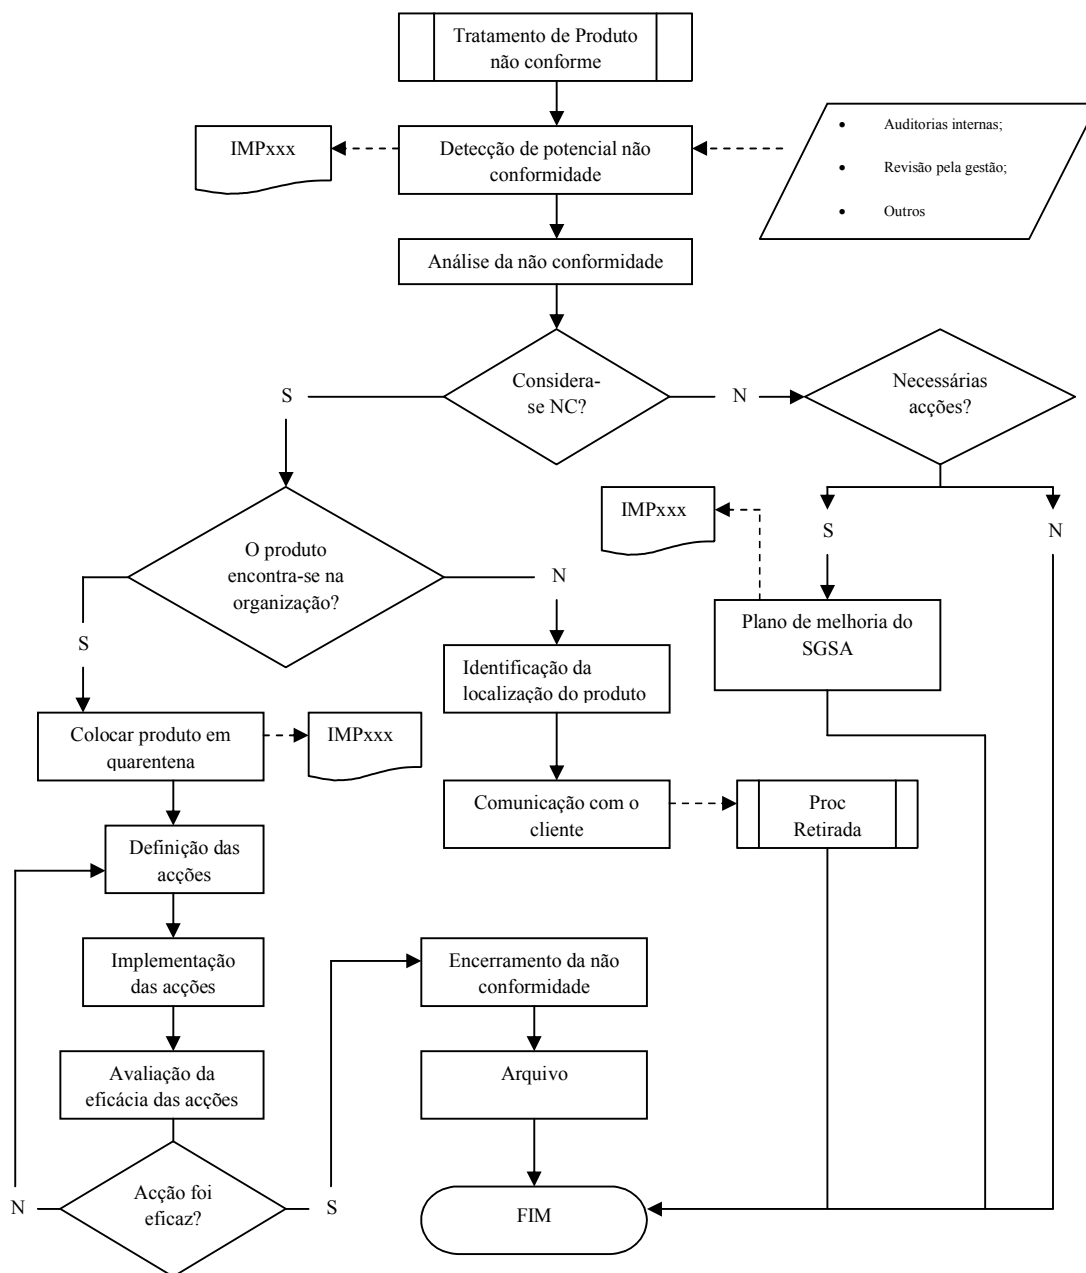 Tratamento de Produto
não conforme
IMPxxx
Detecção de potencial não
conformidade
• Auditorias internas;
• Revisão pela gestão;
• Outros
Análise da não conformidade
Considera-
se NC?
Necessárias
acções?
S
N
IMPxxx
S
N
O produto
encontra-se na
organização?
N
S
Plano de melhoria do
SGSA
Identificação da
localização do produto
Colocar produto em
quarentena
IMPxxx
Comunicação com o
cliente
Proc
Retirada
Definição das
acções
Implementação
das acções
Encerramento da não
conformidade
Avaliação da
eficácia das acções
Arquivo
N
Acção foi
eficaz?
S
FIM